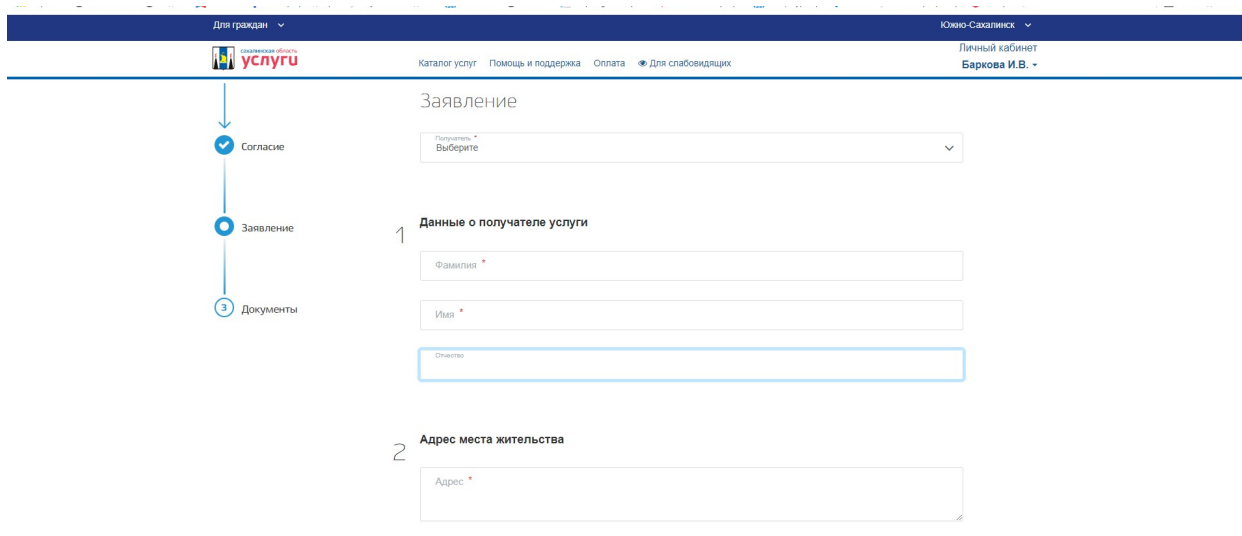 Для граждан
Южно-Сахалинск
сахалинская область
услуги
Каталог услуг Помощь и поддержка Оплата Для слабовидящих
Личный кабинет
Баркова И.В.
Заявление
Согласие
Получатель *
Выберите
Заявление
1 Данные о получателе услуги
Фамилия *
3 Документы
Имя *
Отчество
2 Адрес места жительства
Адрес *